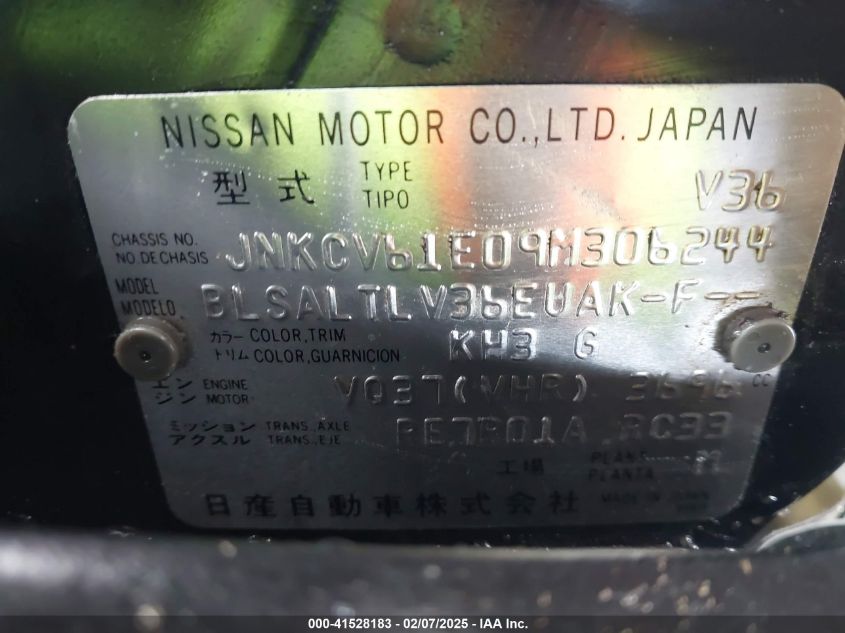 NISSAN MOTOR CO.,LTD. JAPAN
型式 TYPE TIPO V36
CHASSIS NO. NO.DE CHASIS JNKCV61E09M306244
MODEL MODELO BLSALTLV36EUAK-F--
カラー COLOR,TRIM トリム COLOR,GUARNICION KH3 G
エンジン ENGINE MOTOR VQ37(VHR) 3696 CC
ミッション TRANS.,AXLE アクスル TRANS.,EJE RE7R01A RC33
工場 PLANT PLANTA M
日産自動車株式会社 MADE IN JAPAN
000-41528183 - 02/07/2025 - IAA Inc.